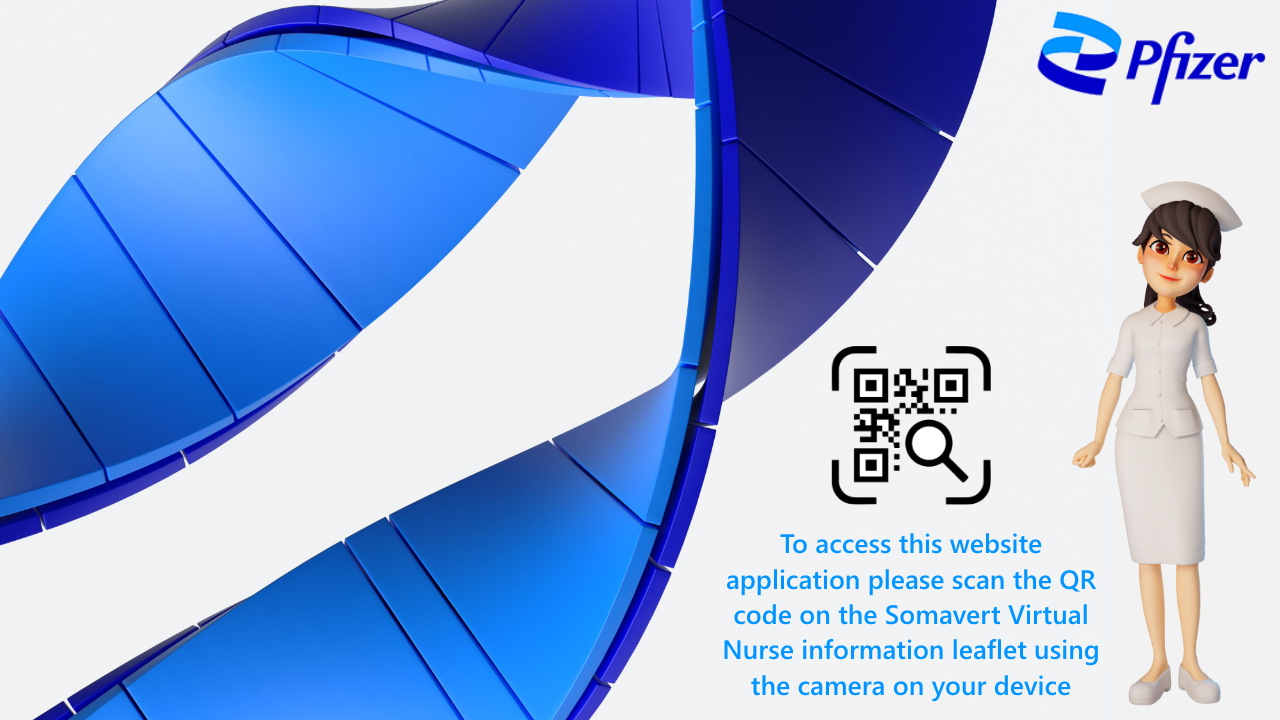 Pfizer
To access this website
application please scan the QR
code on the Somavert Virtual
Nurse information leaflet using
the camera on your device